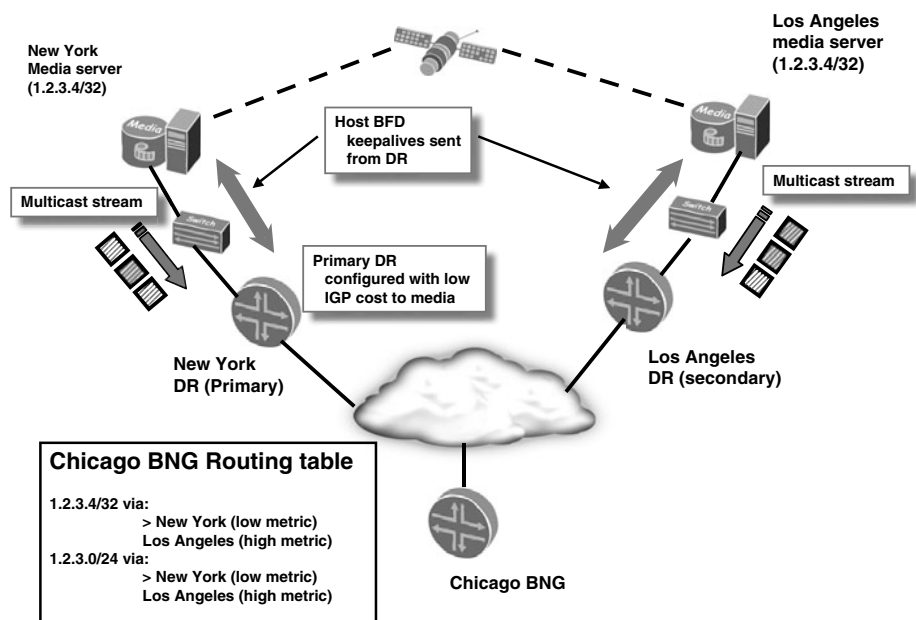 New York
Media server
(1.2.3.4/32)
Los Angeles
media server
(1.2.3.4/32)
Media
Media
Host BFD
keepalives sent
from DR
Multicast stream
Switch
Switch
Multicast stream
Primary DR
configured with low
IGP cost to media
New York
DR (Primary)
Los Angeles
DR (secondary)
Chicago BNG Routing table
1.2.3.4/32 via:
> New York (low metric)
Los Angeles (high metric)
1.2.3.0/24 via:
> New York (low metric)
Los Angeles (high metric)
Chicago BNG